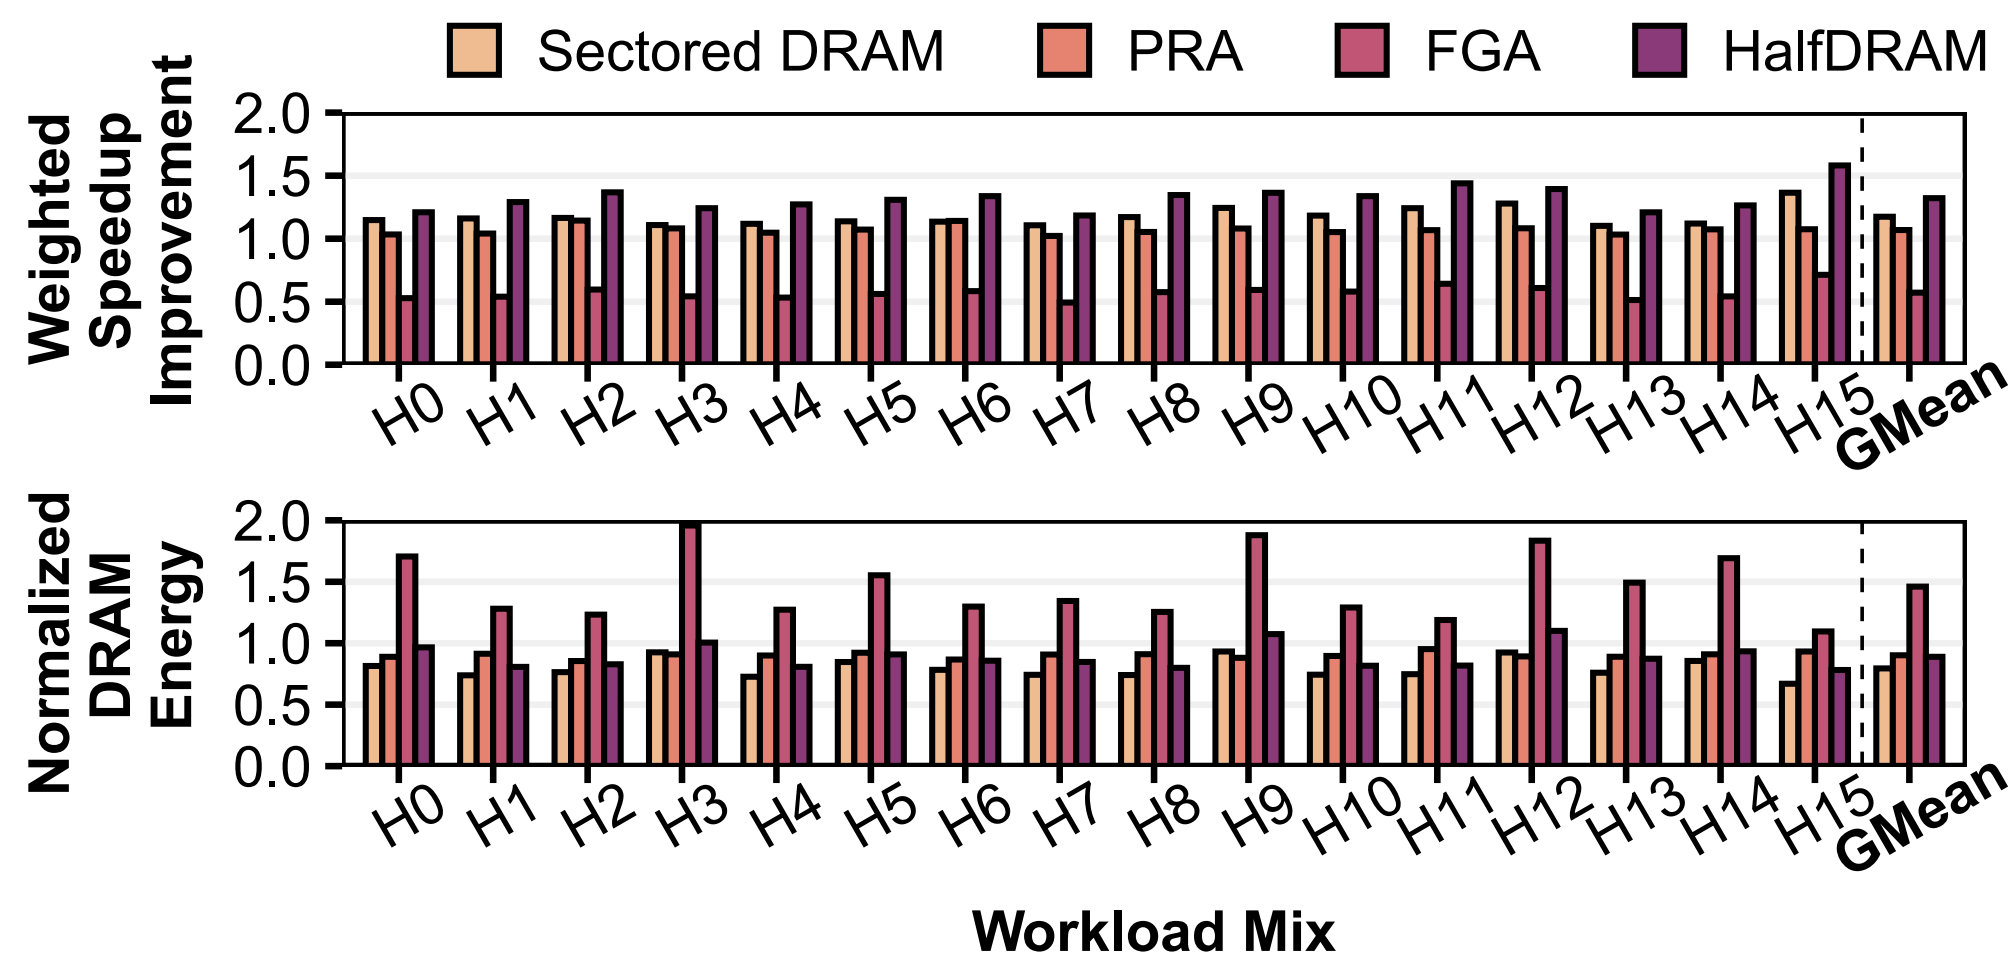 Sectored DRAM PRA FGA HalfDRAM
Weighted
Speedup
Improvement
2.0
1.5
1.0
0.5
0.0
H0 H1 H2 H3 H4 H5 H6 H7 H8 H9 H10 H11 H12 H13 H14 H15 GMean
Normalized
DRAM
Energy
2.0
1.5
1.0
0.5
0.0
H0 H1 H2 H3 H4 H5 H6 H7 H8 H9 H10 H11 H12 H13 H14 H15 GMean
Workload Mix